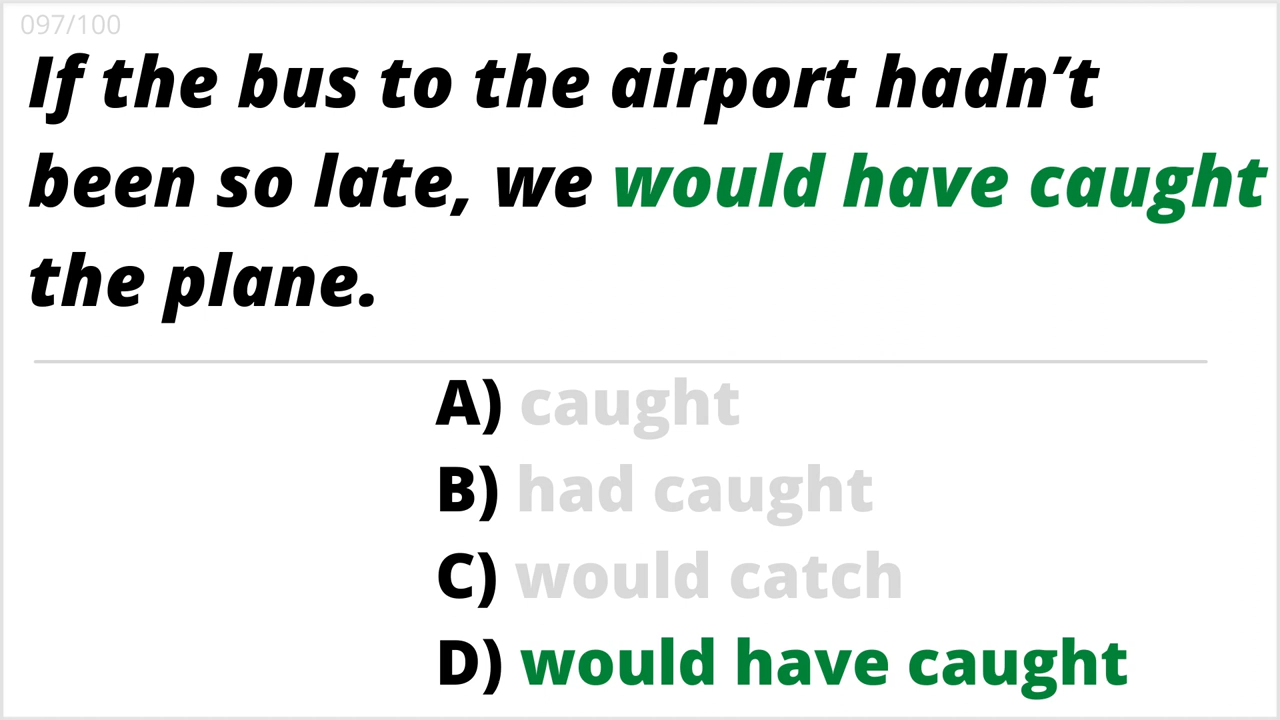 097/100
If the bus to the airport hadn’t
been so late, we would have caught
the plane.
A) caught
B) had caught
C) would catch
D) would have caught